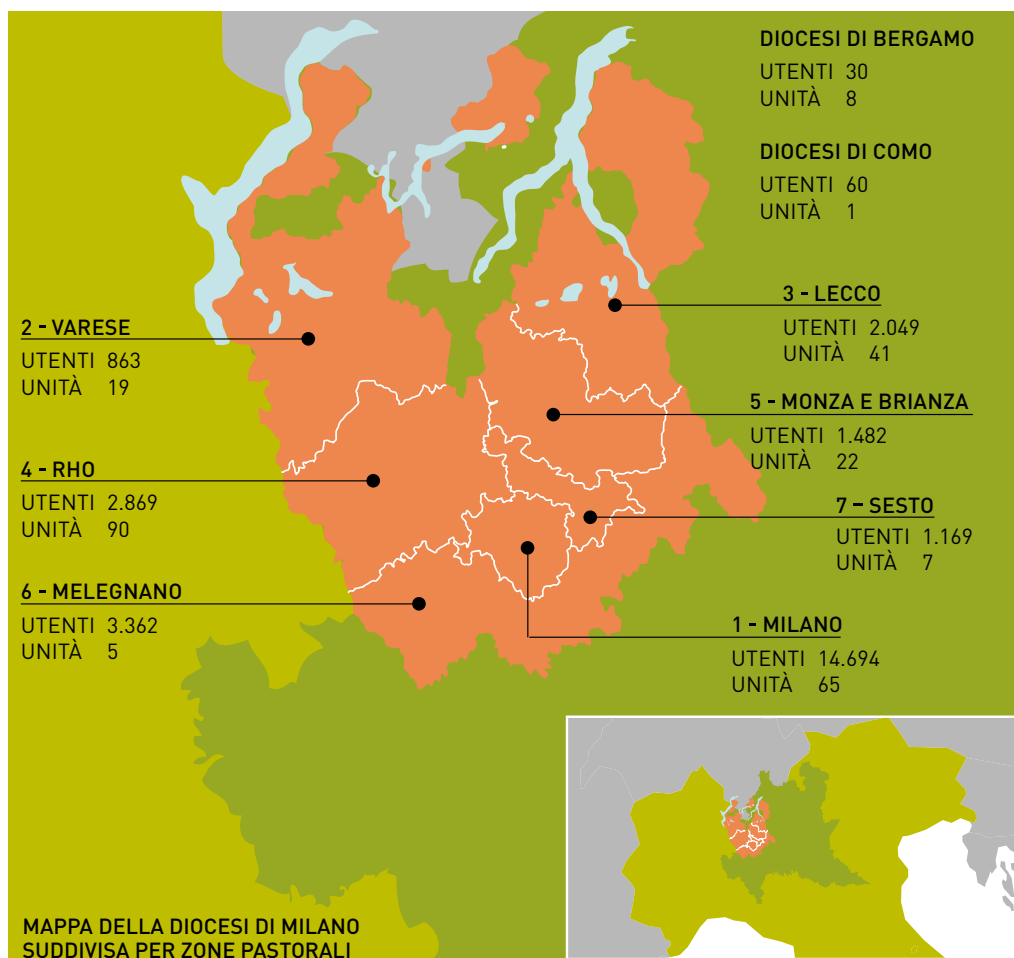 DIOCESI DI BERGAMO
UTENTI 30
UNITÀ 8
DIOCESI DI COMO
UTENTI 60
UNITÀ 1
3 - LECCO
UTENTI 2.049
UNITÀ 41
2 - VARESE
UTENTI 863
UNITÀ 19
5 - MONZA E BRIANZA
UTENTI 1.482
UNITÀ 22
4 - RHO
UTENTI 2.869
UNITÀ 90
7 - SESTO
UTENTI 1.169
UNITÀ 7
6 - MELEGNANO
UTENTI 3.362
UNITÀ 5
1 - MILANO
UTENTI 14.694
UNITÀ 65
MAPPA DELLA DIOCESI DI MILANO
SUDDIVISA PER ZONE PASTORALI